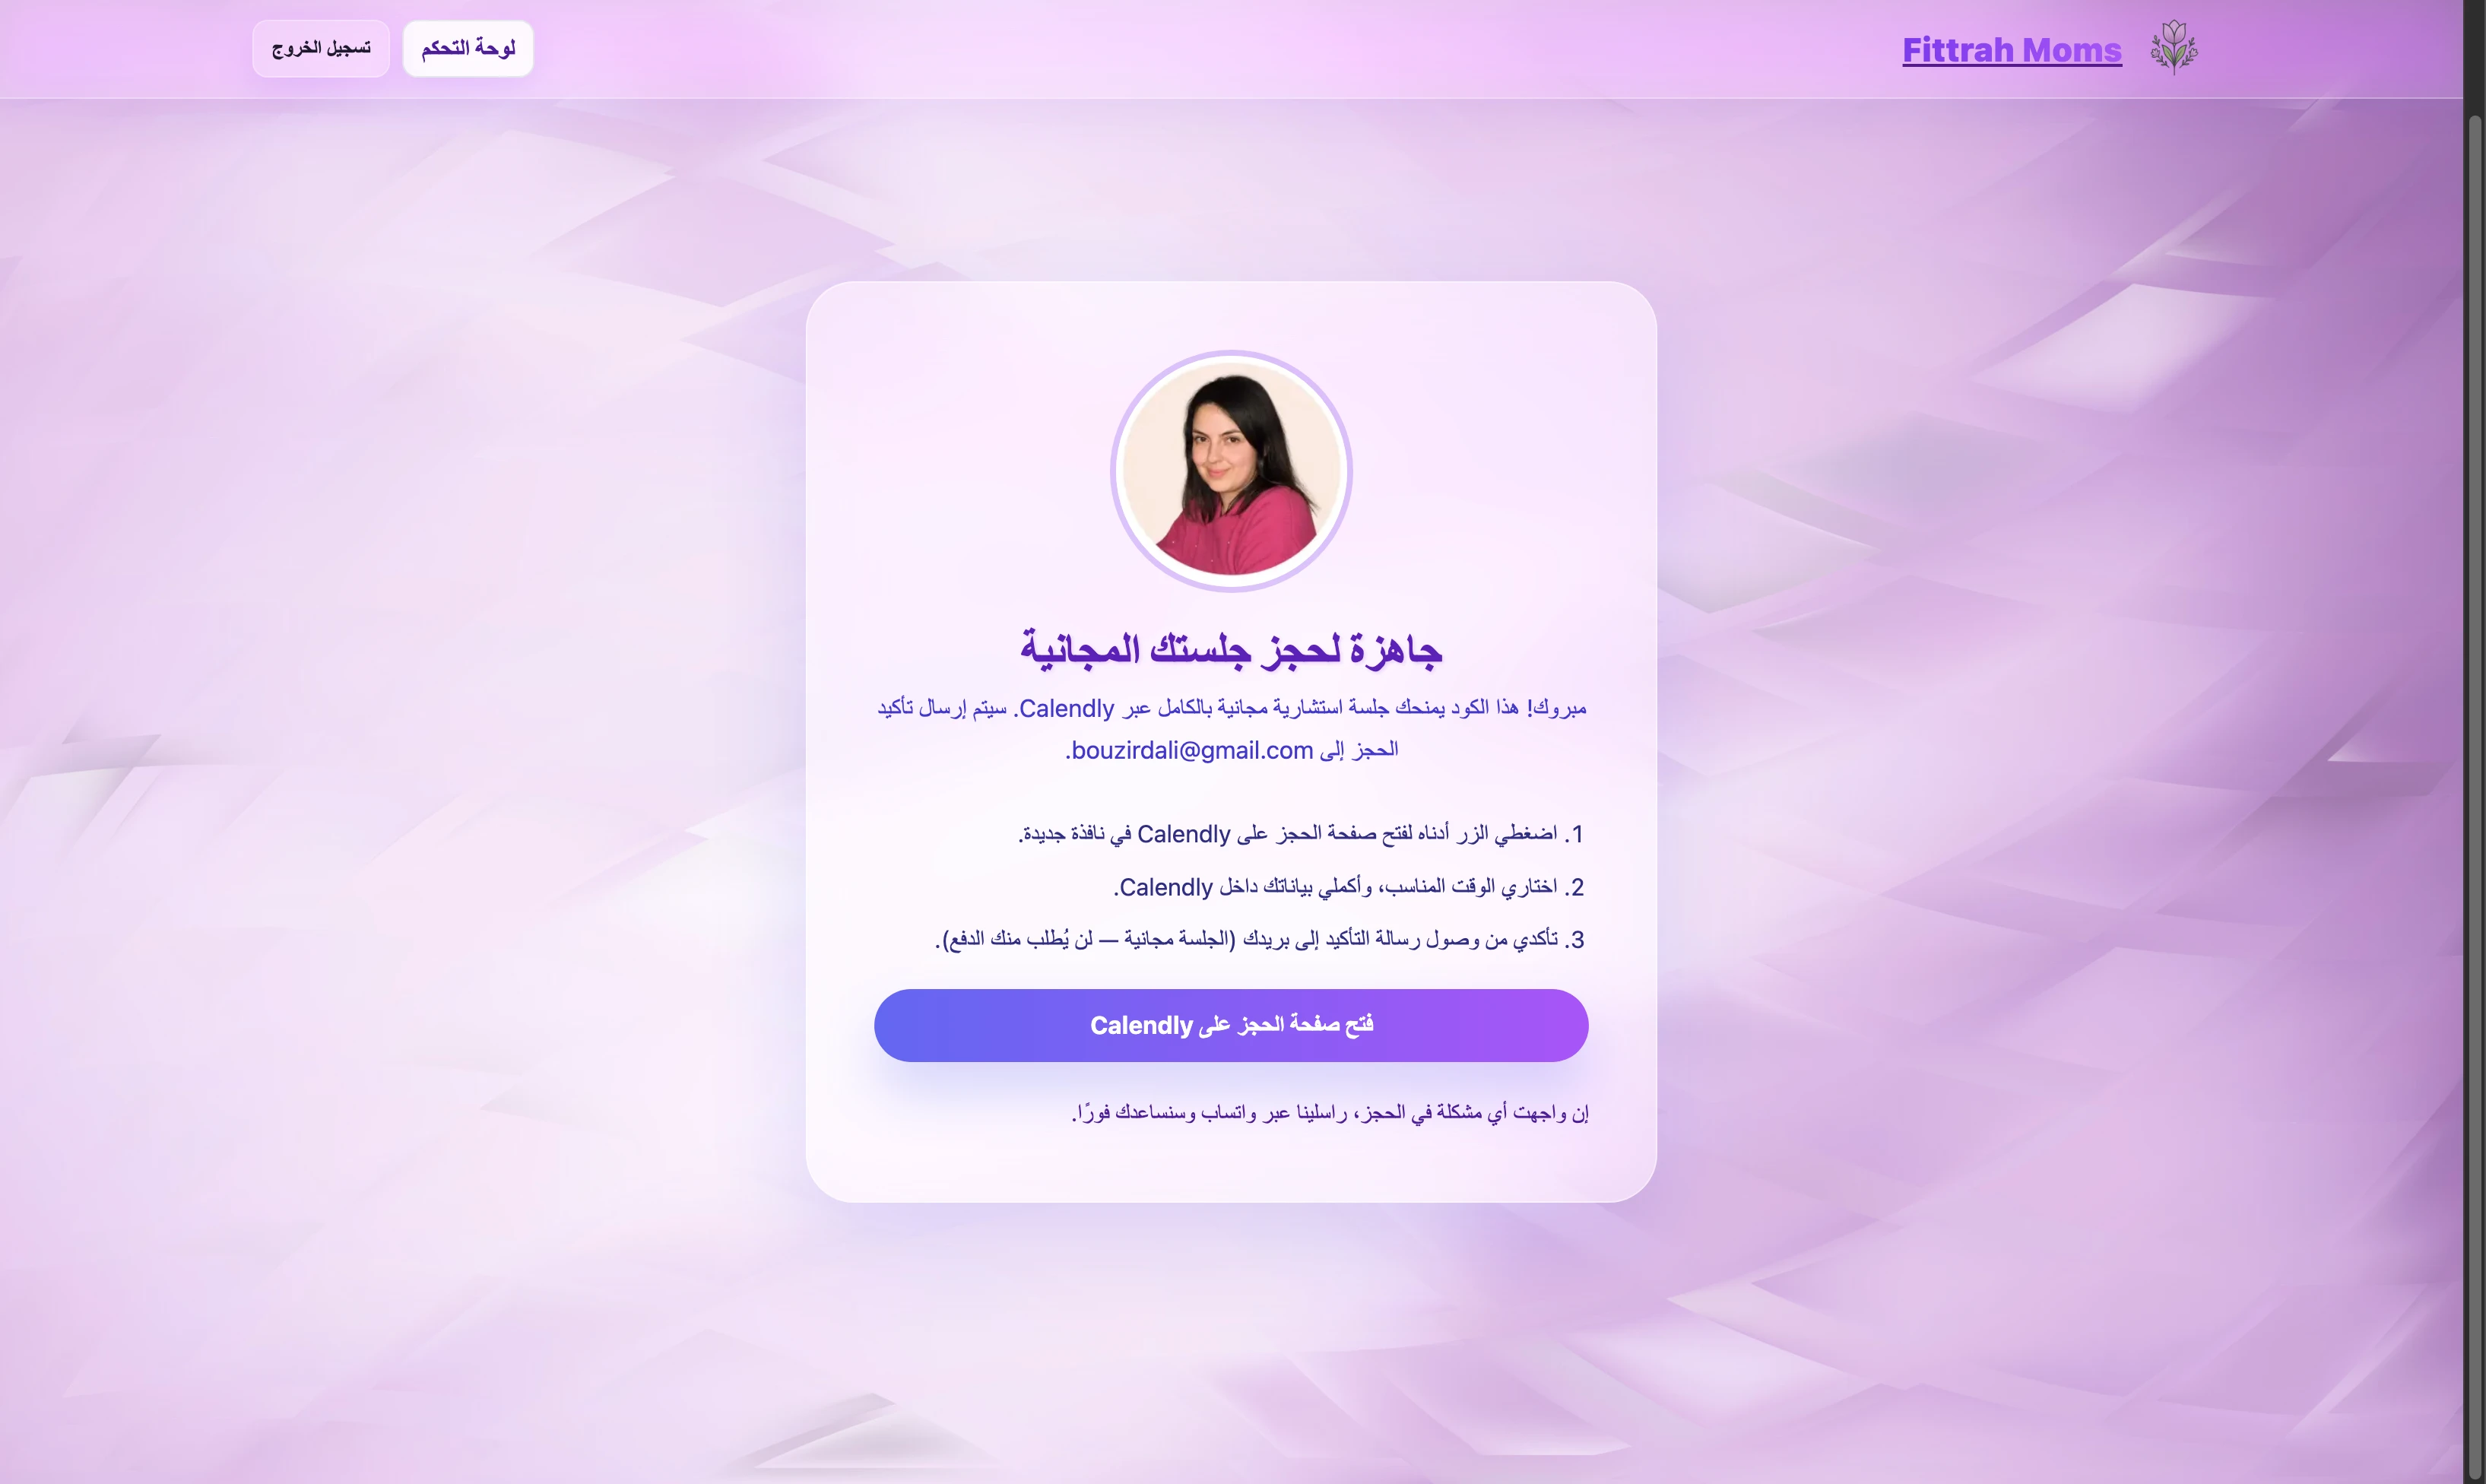 Fittrah Moms
لوحة التحكم
تسجيل الخروج
جاهزة لحجز جلستك المجانية
مبروك! هذا الكود يمنحك جلسة استشارية مجانية بالكامل عبر Calendly. سيتم إرسال تأكيد
الحجز إلى bouzirdali@gmail.com.
1. اضغطي الزر أدناه لفتح صفحة الحجز على Calendly في نافذة جديدة.
2. اختاري الوقت المناسب، وأكملي بياناتك داخل Calendly.
3. تأكدي من وصول رسالة التأكيد إلى بريدك (الجلسة مجانية — لن يُطلب منك الدفع).
فتح صفحة الحجز على Calendly
إن واجهت أي مشكلة في الحجز، راسلينا عبر واتساب وسنساعدك فورًا.